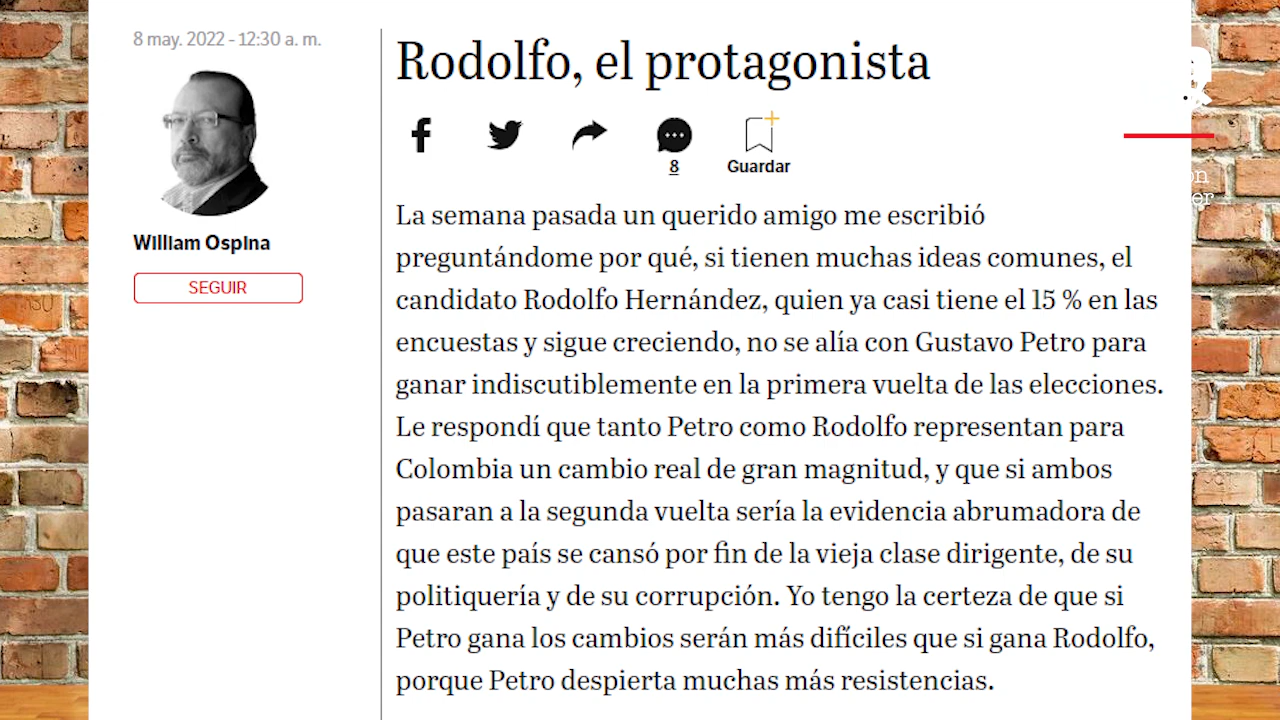 8 may. 2022 - 12:30 a. m.
William Ospina
SEGUIR
Rodolfo, el protagonista
8
Guardar
La semana pasada un querido amigo me escribió
preguntándome por qué, si tienen muchas ideas comunes, el
candidato Rodolfo Hernández, quien ya casi tiene el 15 % en las
encuestas y sigue creciendo, no se alía con Gustavo Petro para
ganar indiscutiblemente en la primera vuelta de las elecciones.
Le respondí que tanto Petro como Rodolfo representan para
Colombia un cambio real de gran magnitud, y que si ambos
pasaran a la segunda vuelta sería la evidencia abrumadora de
que este país se cansó por fin de la vieja clase dirigente, de su
politiquería y de su corrupción. Yo tengo la certeza de que si
Petro gana los cambios serán más difíciles que si gana Rodolfo,
porque Petro despierta muchas más resistencias.